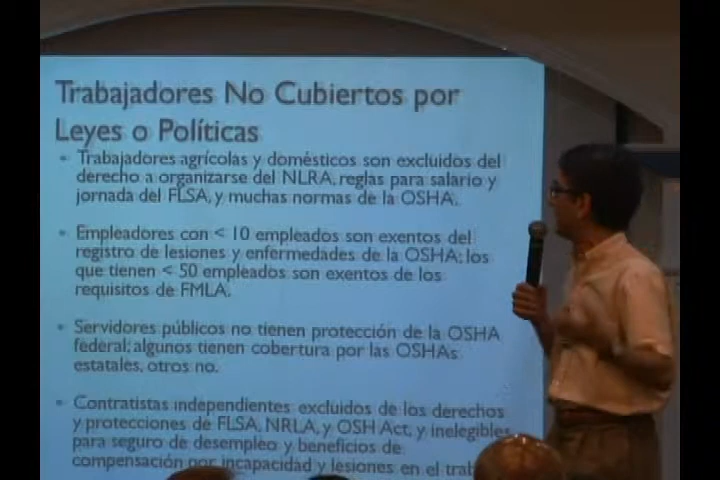 Trabajadores No Cubiertos por
Leyes o Políticas
Trabajadores agrícolas y domésticos son excluidos del
derecho a organizarse del NLRA, reglas para salario y
jornada del FLSA, y muchas normas de la OSHA.
Empleadores con < 10 empleados son exentos del
registro de lesiones y enfermedades de la OSHA; los
que tienen < 50 empleados son exentos de los
requisitos de FMLA.
Servidores públicos no tienen protección de la OSHA
federal; algunos tienen cobertura por las OSHAs
estatales, otros no.
Contratistas independientes excluidos de los derechos
y protecciones de FLSA, NRLA, y OSH Act, y inelegibles
para seguro de desempleo y beneficios de
compensación por incapacidad y lesiones en el